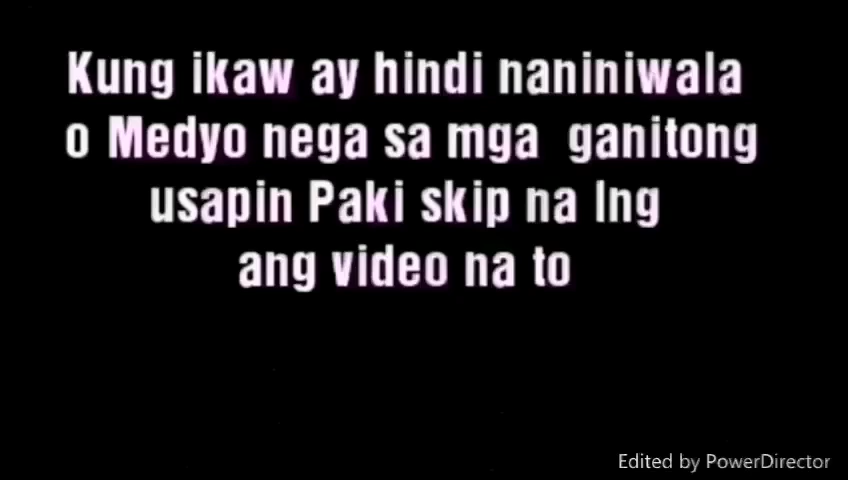 Kung ikaw ay hindi naniniwala
o Medyo nega sa mga ganitong
usapin Paki skip na lng
ang video na to
Edited by PowerDirector